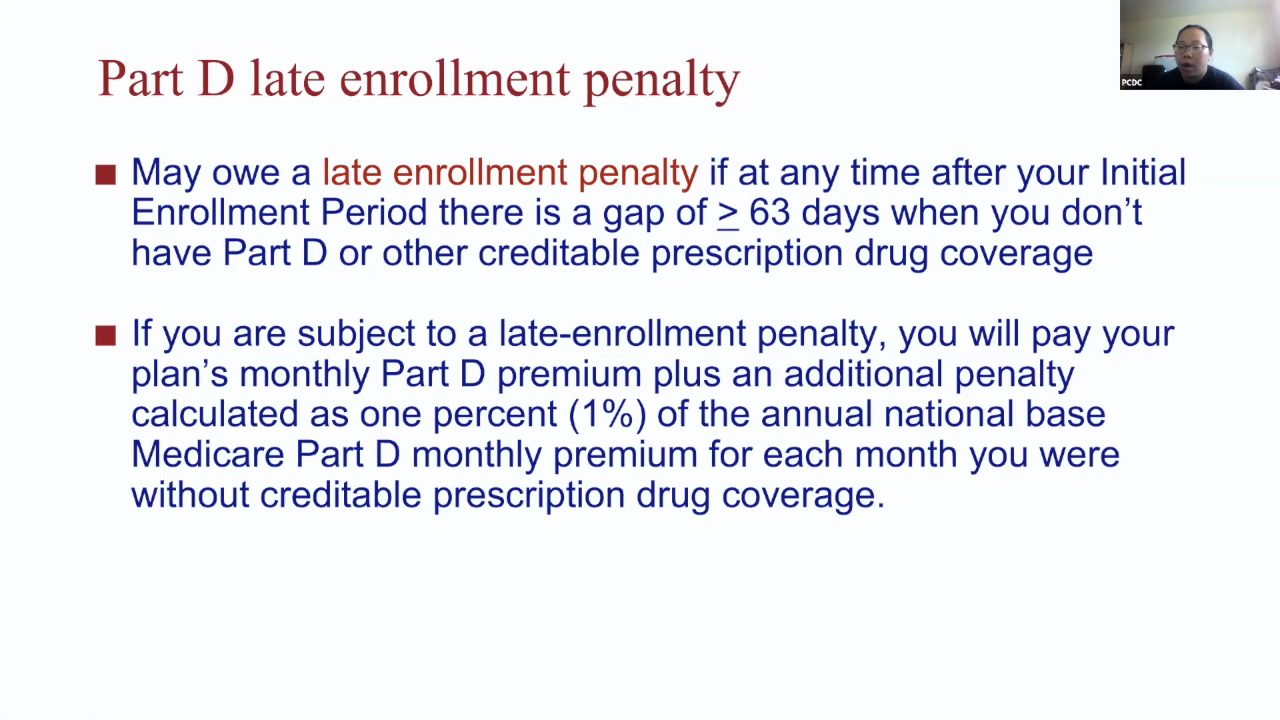 Part D late enrollment penalty
PCDC
May owe a late enrollment penalty if at any time after your Initial
Enrollment Period there is a gap of ≥ 63 days when you don’t
have Part D or other creditable prescription drug coverage
If you are subject to a late-enrollment penalty, you will pay your
plan’s monthly Part D premium plus an additional penalty
calculated as one percent (1%) of the annual national base
Medicare Part D monthly premium for each month you were
without creditable prescription drug coverage.